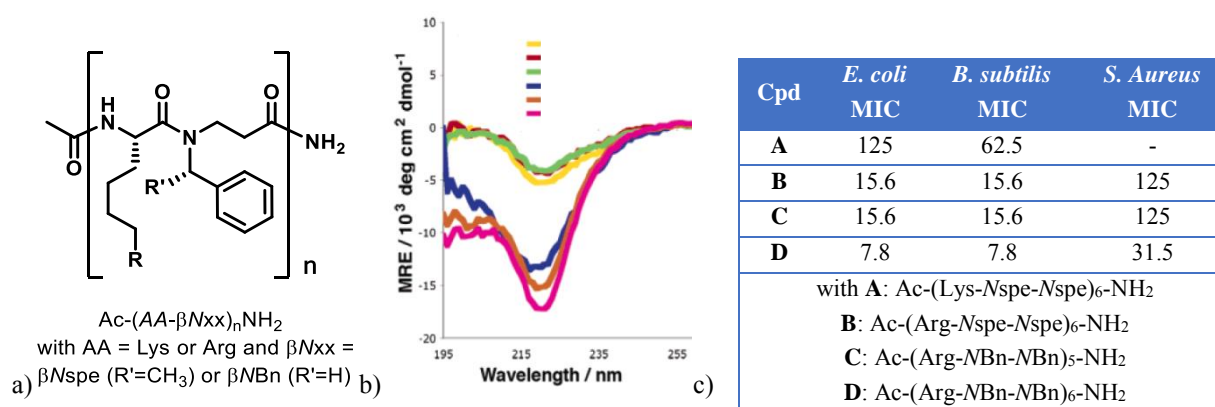 H
N
O
O
N
O
NH₂
R'
R
n
Ac-(AA-βNxx)ₙNH₂
with AA = Lys or Arg and βNxx =
βNspe (R'=CH₃) or βNBn (R'=H)
a)
MRE / 10³ deg cm² dmol⁻¹
10
5
0
-5
-10
-15
-20
195
215
235
255
Wavelength / nm
b)
c)
Cpd E. coli MIC B. subtilis MIC S. Aureus MIC
A 125 62.5 -
B 15.6 15.6 125
C 15.6 15.6 125
D 7.8 7.8 31.5
with A: Ac-(Lys-Nspe-Nspe)₆-NH₂
B: Ac-(Arg-Nspe-Nspe)₆-NH₂
C: Ac-(Arg-NBn-NBn)₅-NH₂
D: Ac-(Arg-NBn-NBn)₆-NH₂